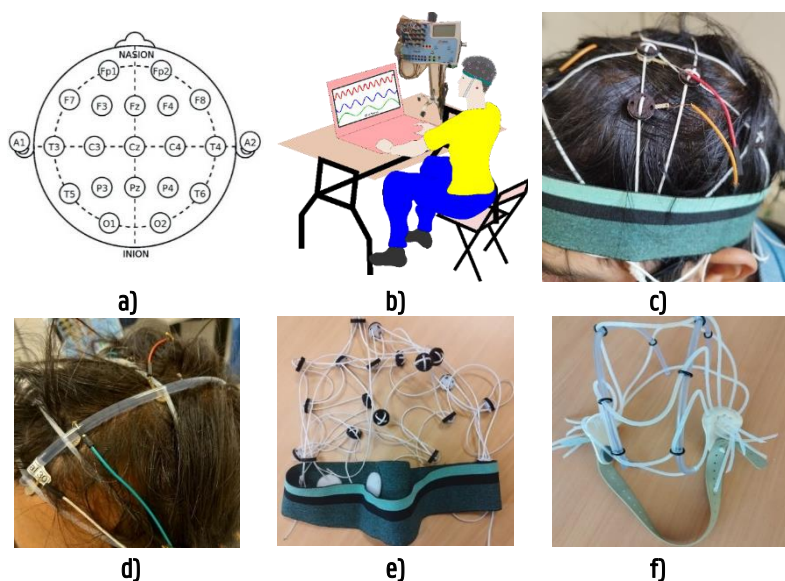 NASION
Fp1 Fp2
F7 F3 Fz F4 F8
A1 T3 C3 Cz C4 T4 A2
T5 P3 Pz P4 T6
O1 O2
INION
a)
b)
c)
d)
e)
f)